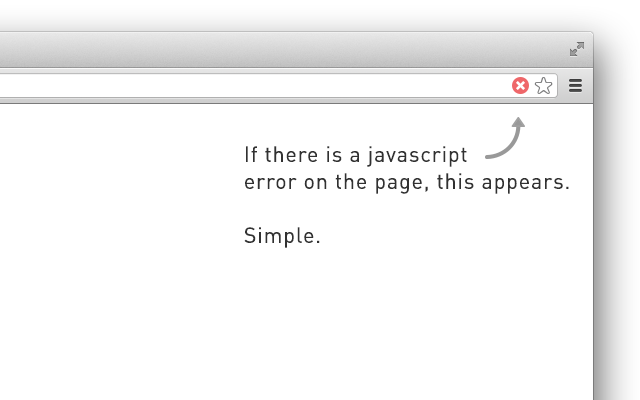 If there is a javascript
error on the page, this appears.
Simple.